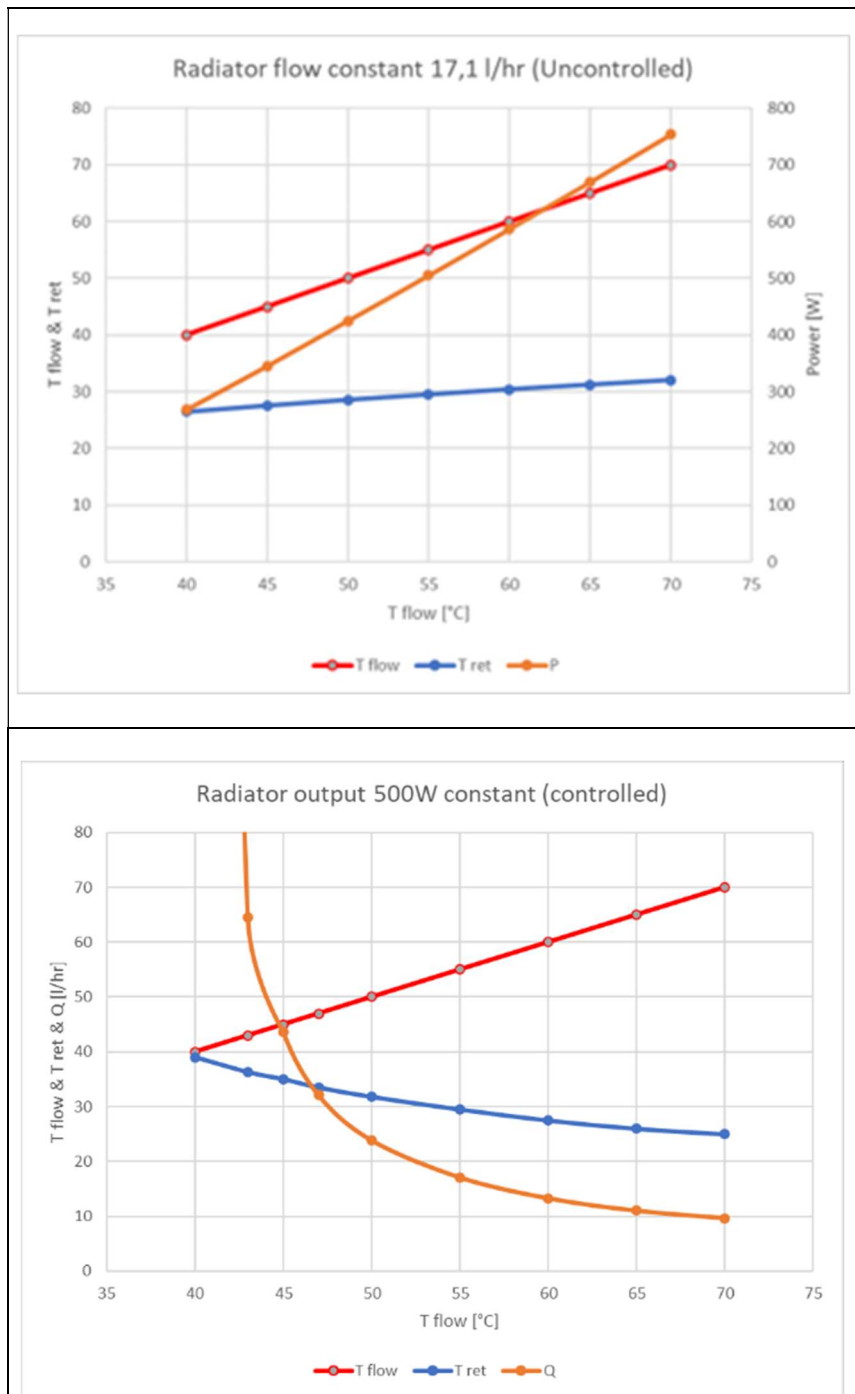 Radiator flow constant 17,1 l/hr (Uncontrolled)
80
70
60
50
40
30
20
10
0
T flow & T ret
800
700
600
500
400
300
200
100
0
Power [W]
35 40 45 50 55 60 65 70 75
T flow [°C]
T flow T ret P
Radiator output 500W constant (controlled)
80
70
60
50
40
30
20
10
0
T flow & T ret & Q [l/hr]
35 40 45 50 55 60 65 70 75
T flow [°C]
T flow T ret Q